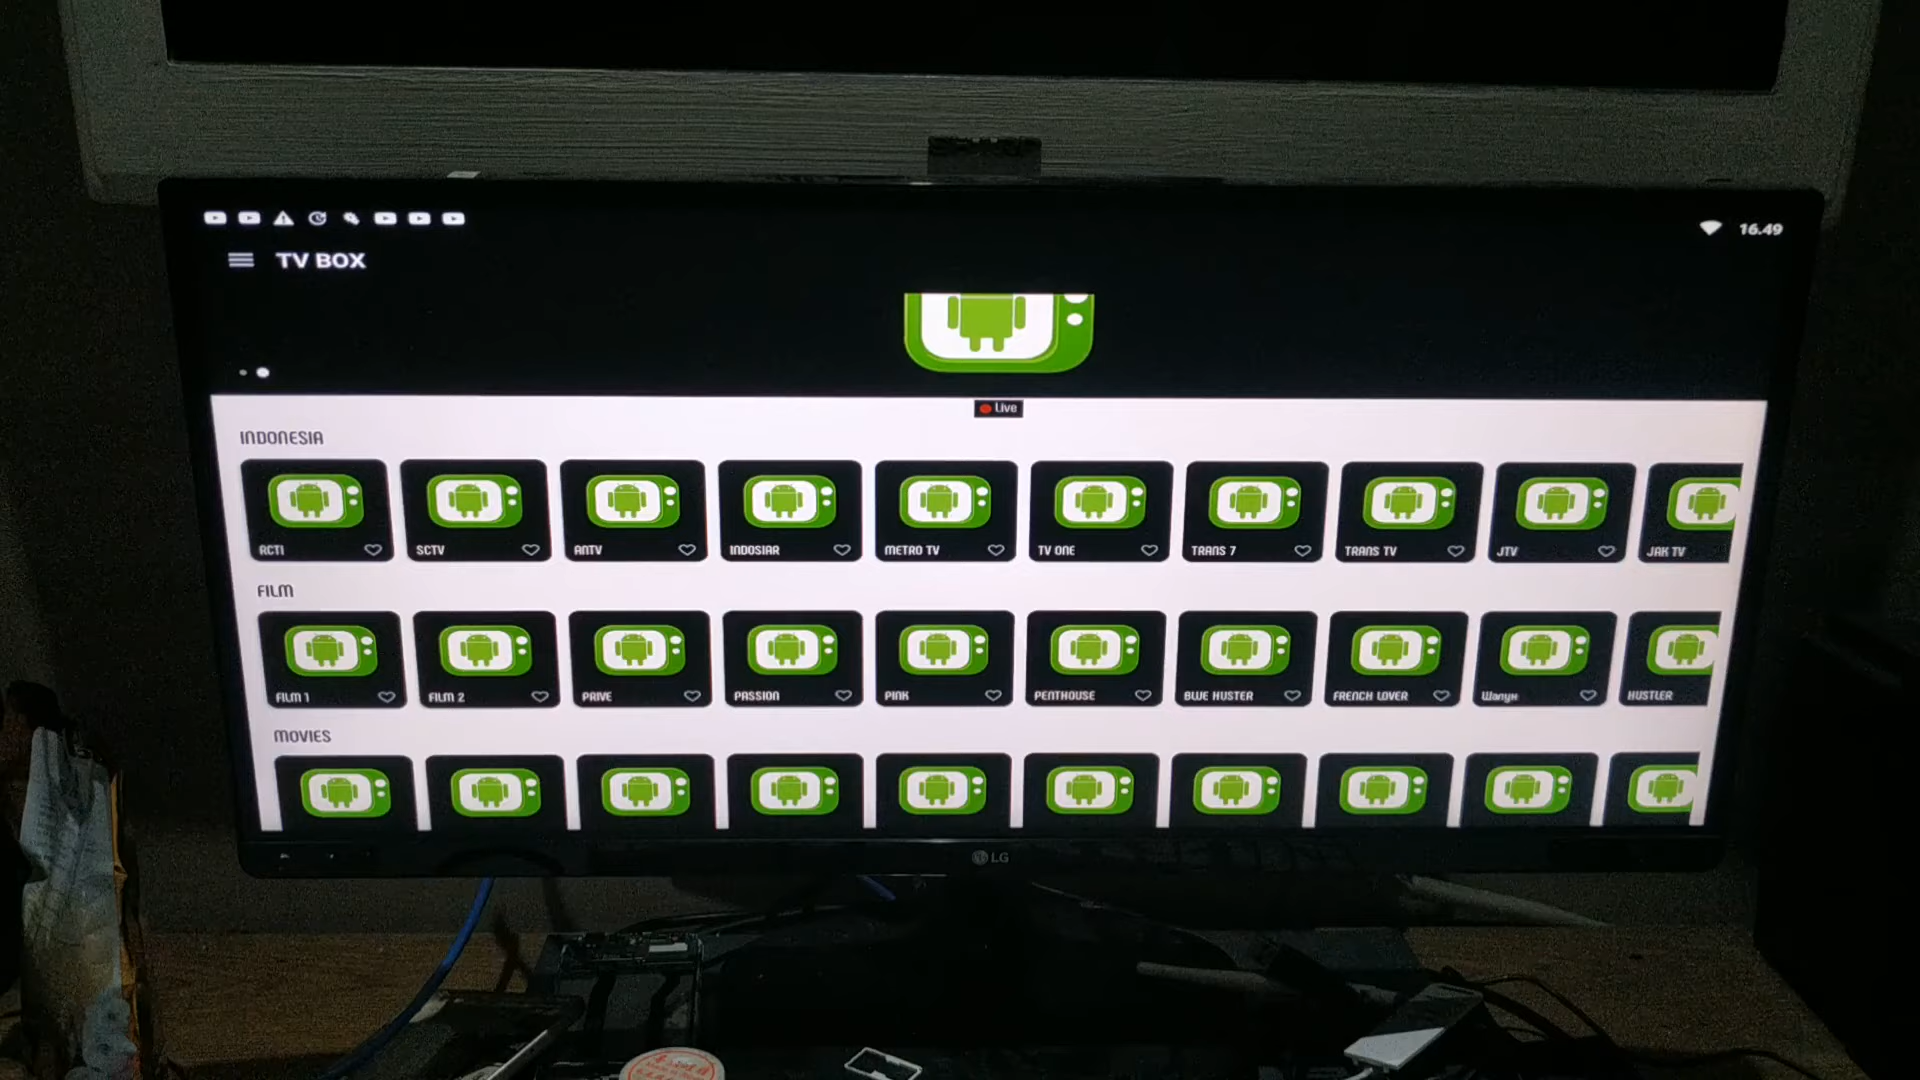 16.49
TV BOX
Live
INDONESIA
RCTI
SCTV
ANTV
INDOSIAR
METRO TV
TV ONE
TRANS 7
TRANS TV
JTV
JAK TV
FILM
FILM 1
FILM 2
PRIVE
PASSION
PINK
PENTHOUSE
BLUE HUSTER
FRENCH LOVER
Шалун
HUSTLER
MOVIES
LG